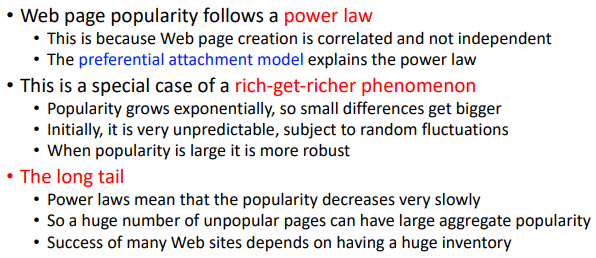 • Web page popularity follows a power law
• This is because Web page creation is correlated and not independent
• The preferential attachment model explains the power law
• This is a special case of a rich-get-richer phenomenon
• Popularity grows exponentially, so small differences get bigger
• Initially, it is very unpredictable, subject to random fluctuations
• When popularity is large it is more robust
• The long tail
• Power laws mean that the popularity decreases very slowly
• So a huge number of unpopular pages can have large aggregate popularity
• Success of many Web sites depends on having a huge inventory